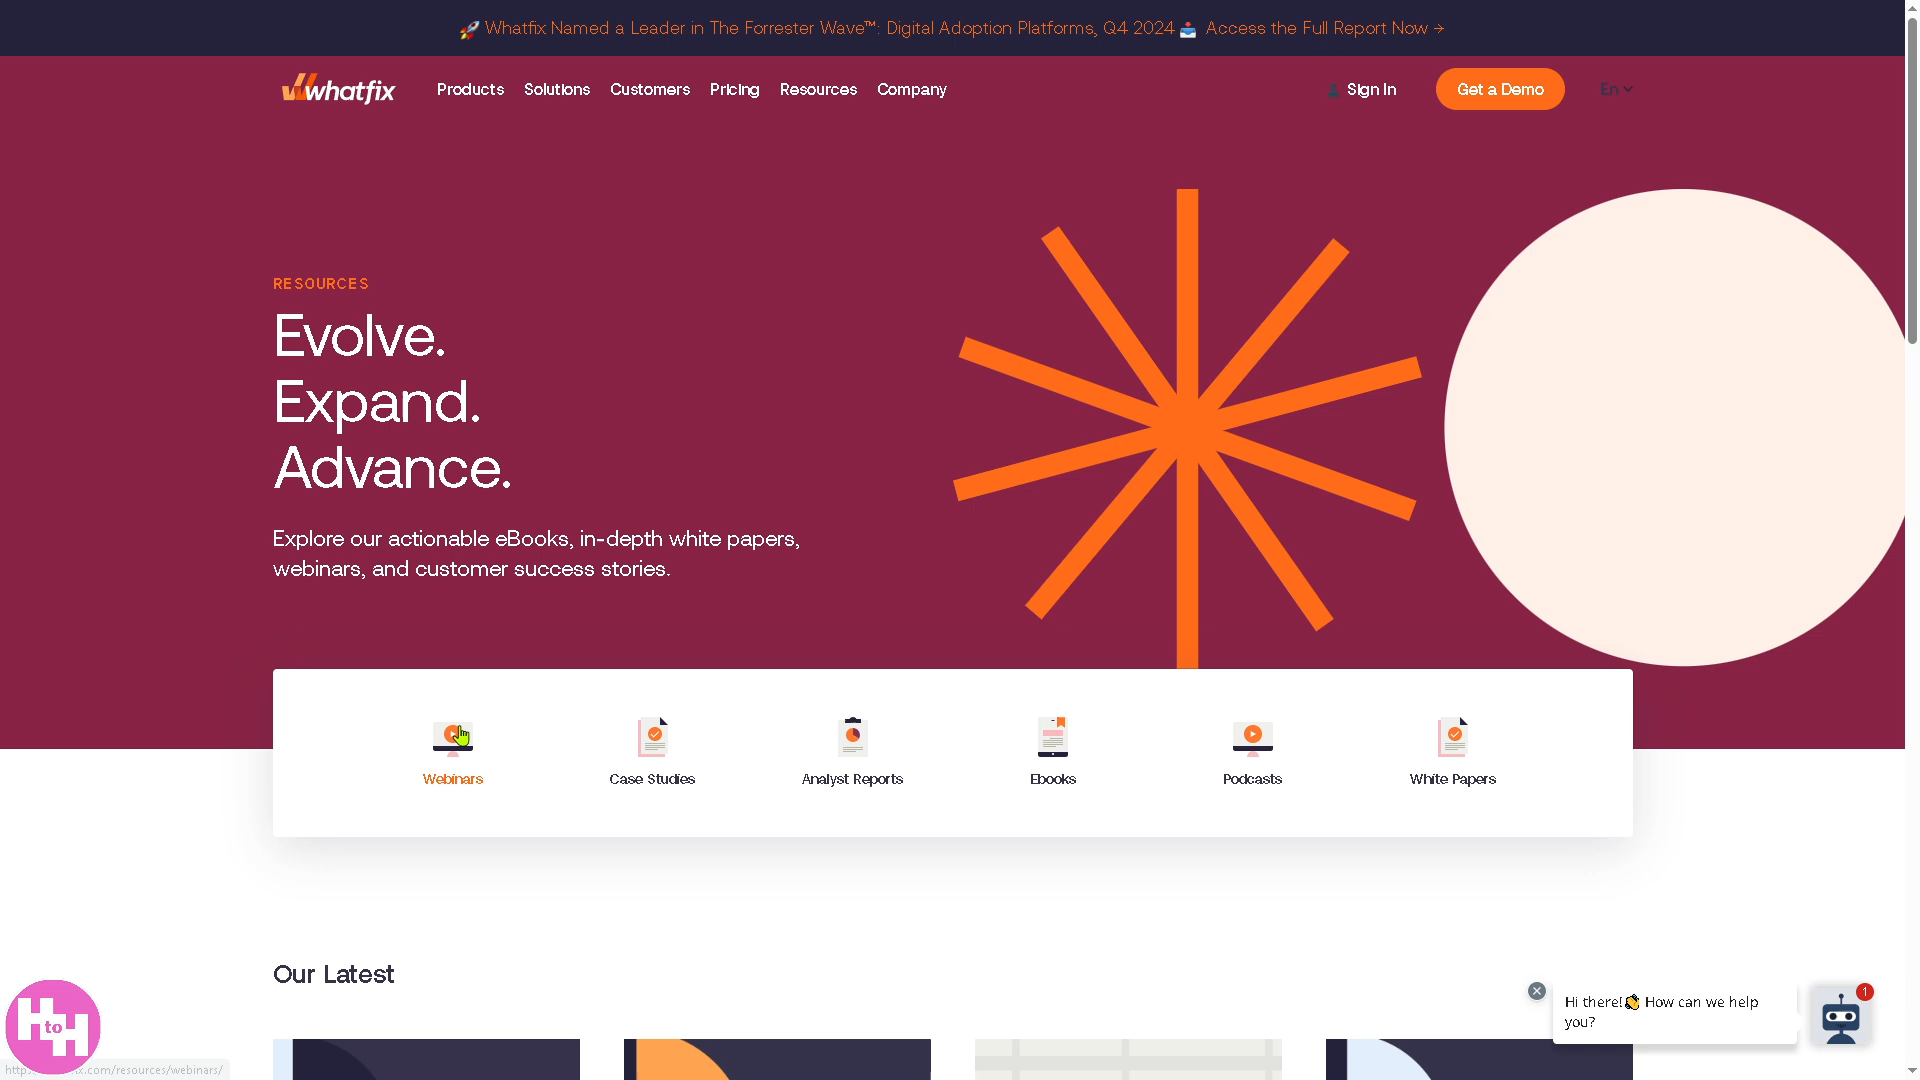 🚀 Whatfix Named a Leader in The Forrester Wave™: Digital Adoption Platforms, Q4 2024 📥 Access the Full Report Now →
whatfix Products Solutions Customers Pricing Resources Company Sign In Get a Demo En
RESOURCES
Evolve.
Expand.
Advance.
Explore our actionable eBooks, in-depth white papers,
webinars, and customer success stories.
Webinars Case Studies Analyst Reports Ebooks Podcasts White Papers
Our Latest
Hi there!👋 How can we help
you?
1
H to H
.com/resources/webinars/